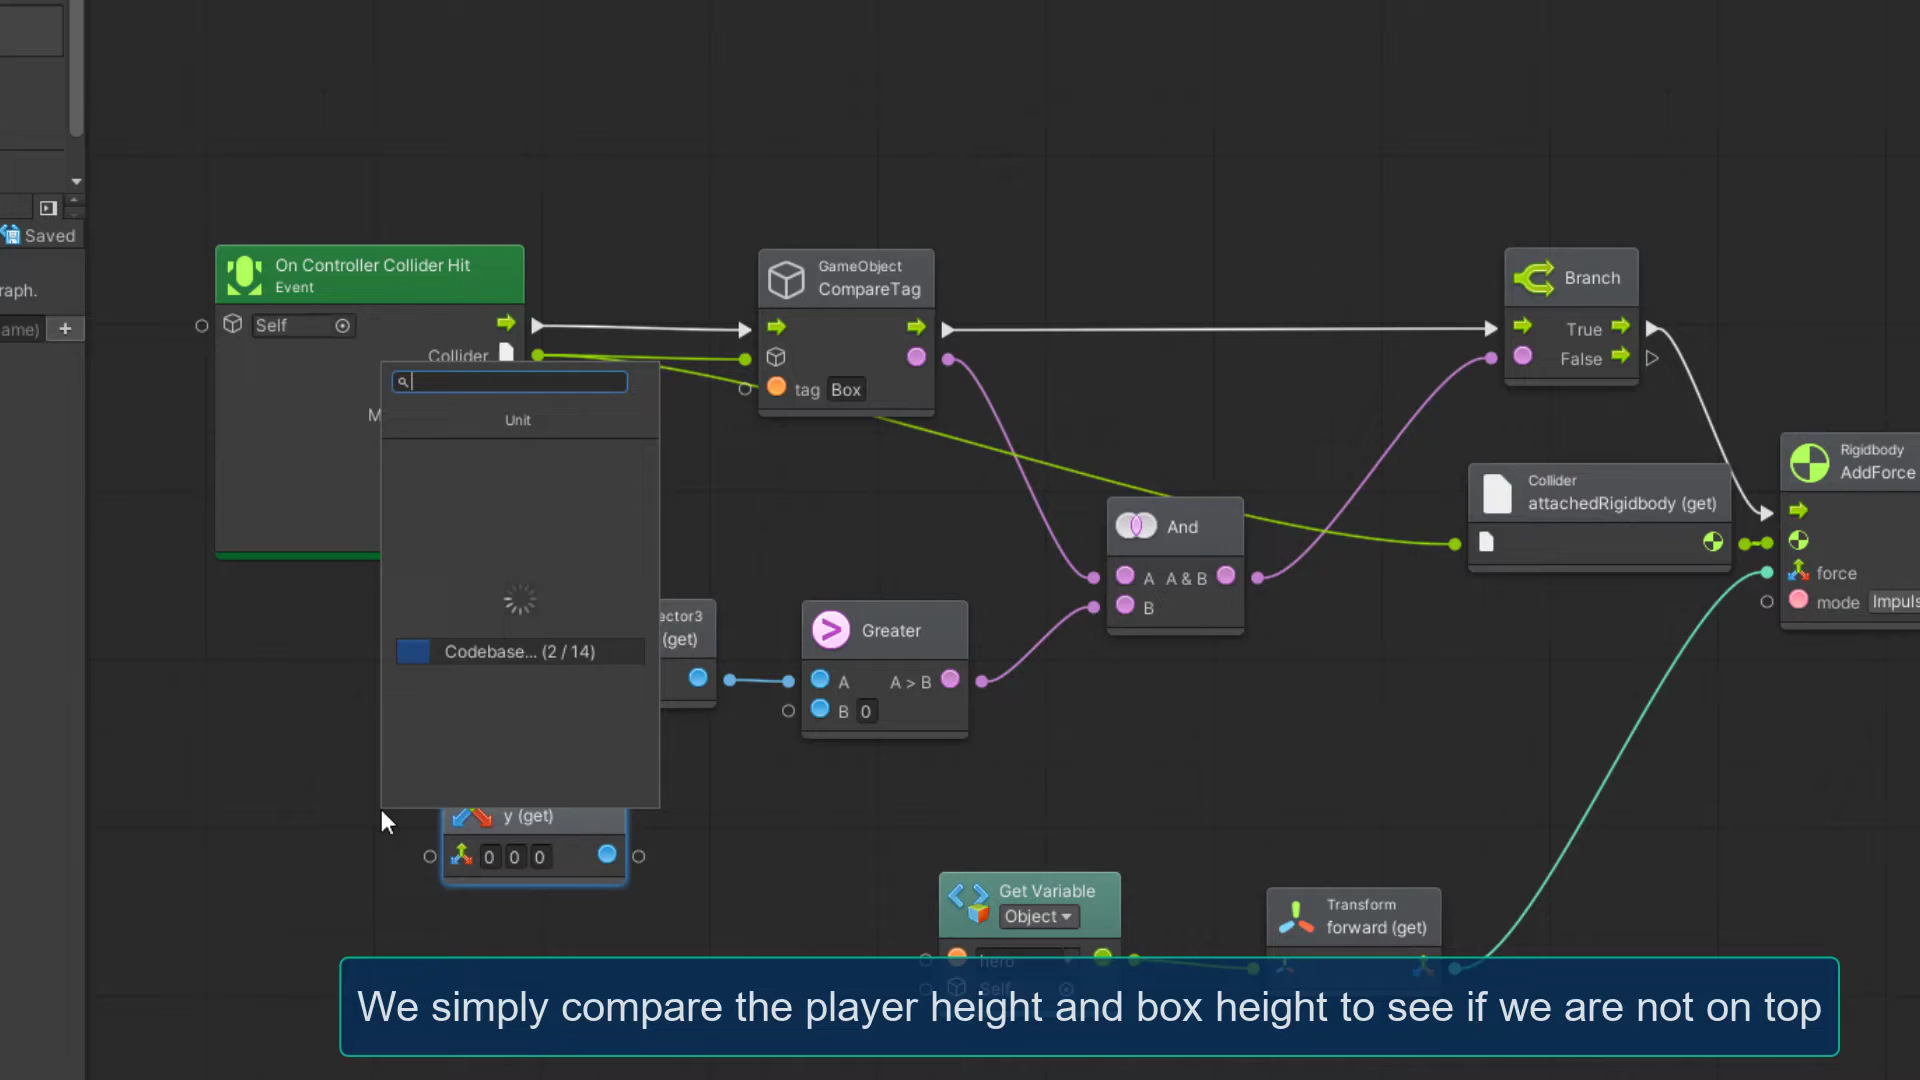 Saved
raph.
ame)
On Controller Collider Hit
Event
Self
Collider
M
Unit
Codebase... (2 / 14)
GameObject
CompareTag
tag Box
Branch
True
False
Collider
attachedRigidbody (get)
Rigidbody
AddForce
force
mode Impuls
And
A A & B
B
ector3
(get)
Greater
A A > B
B 0
y (get)
0 0 0
Get Variable
Object
hero
Self
Transform
forward (get)
We simply compare the player height and box height to see if we are not on top